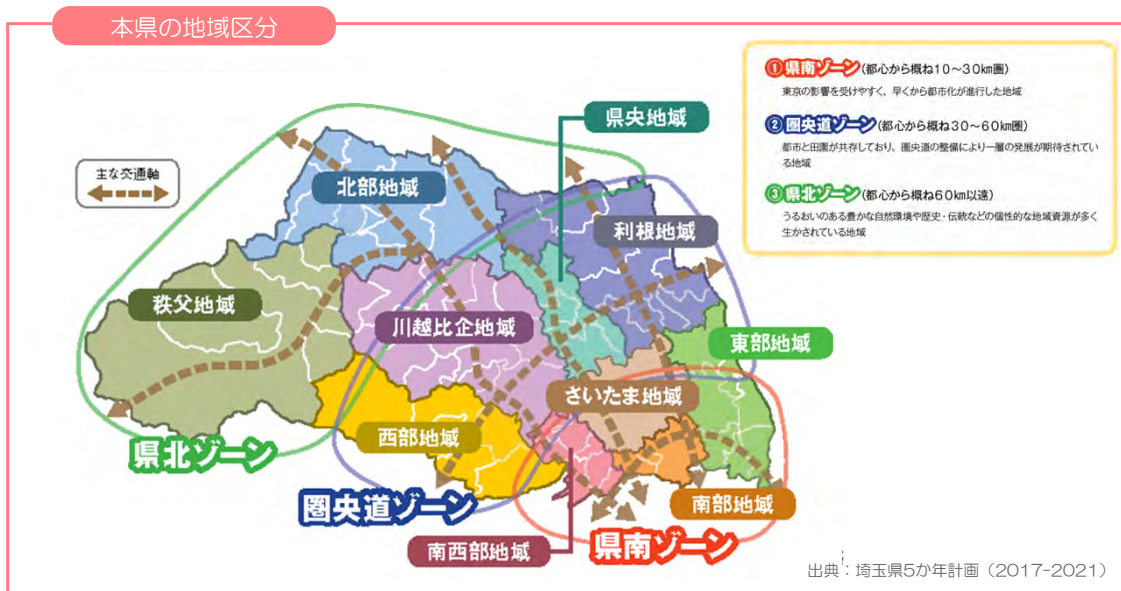 本県の地域区分
①県南ゾーン(都心から概ね10～30km圏)
東京の影響を受けやすく、早くから都市化が進行した地域
②圏央道ゾーン(都心から概ね30～60km圏)
都市と田園が共存しており、圏央道の整備により一層の発展が期待されてい
る地域
③県北ゾーン(都心から概ね60km以遠)
うるおいのある豊かな自然環境や歴史・伝統などの個性的な地域資源が多く
生かされている地域
主な交通軸
県央地域
北部地域
利根地域
秩父地域
川越比企地域
東部地域
さいたま地域
西部地域
県北ゾーン
圏央道ゾーン
南部地域
南西部地域
県南ゾーン
出典：埼玉県5か年計画（2017-2021）